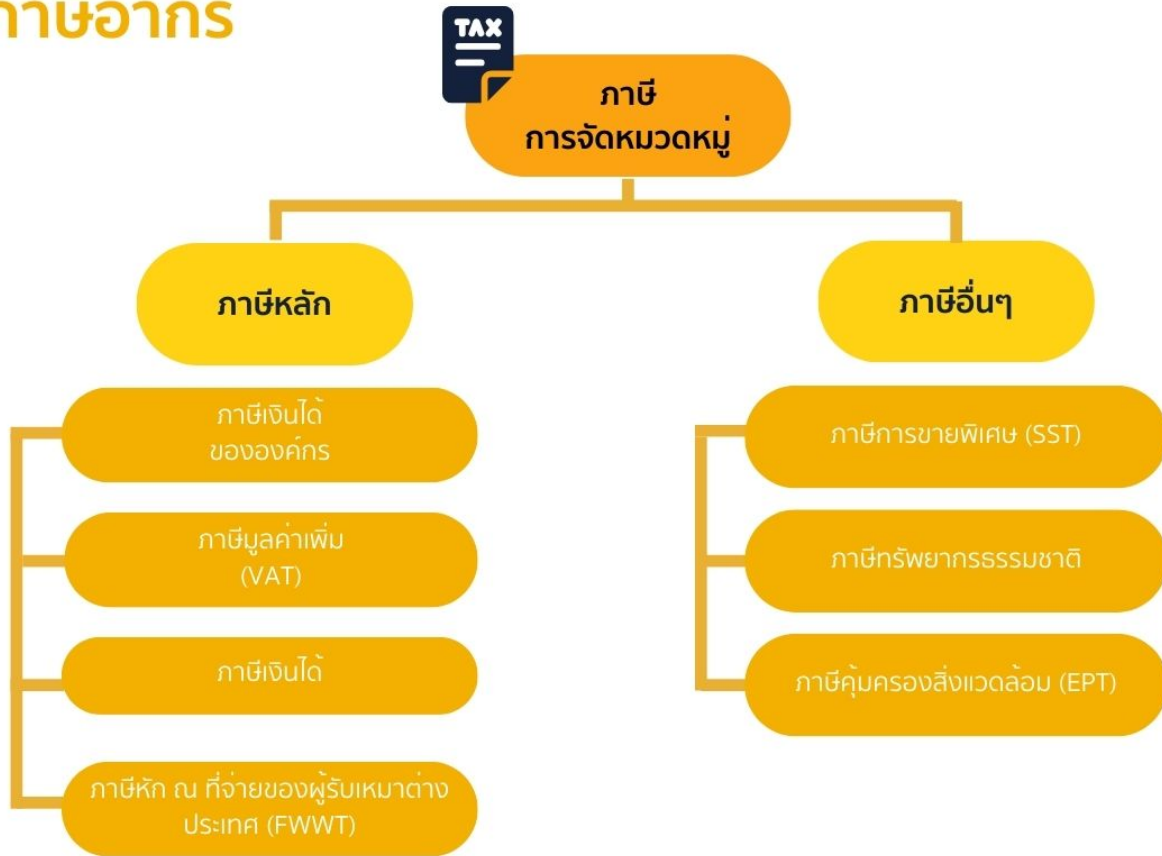 ภาษีอากร
TAX
ภาษี
การจัดหมวดหมู่
ภาษีหลัก
ภาษีเงินได้
ขององค์กร
ภาษีมูลค่าเพิ่ม
(VAT)
ภาษีเงินได้
ภาษีหัก ณ ที่จ่ายของผู้รับเหมาต่าง
ประเทศ (FWWT)
ภาษีอื่นๆ
ภาษีการขายพิเศษ (SST)
ภาษีทรัพยากรธรรมชาติ
ภาษีคุ้มครองสิ่งแวดล้อม (EPT)